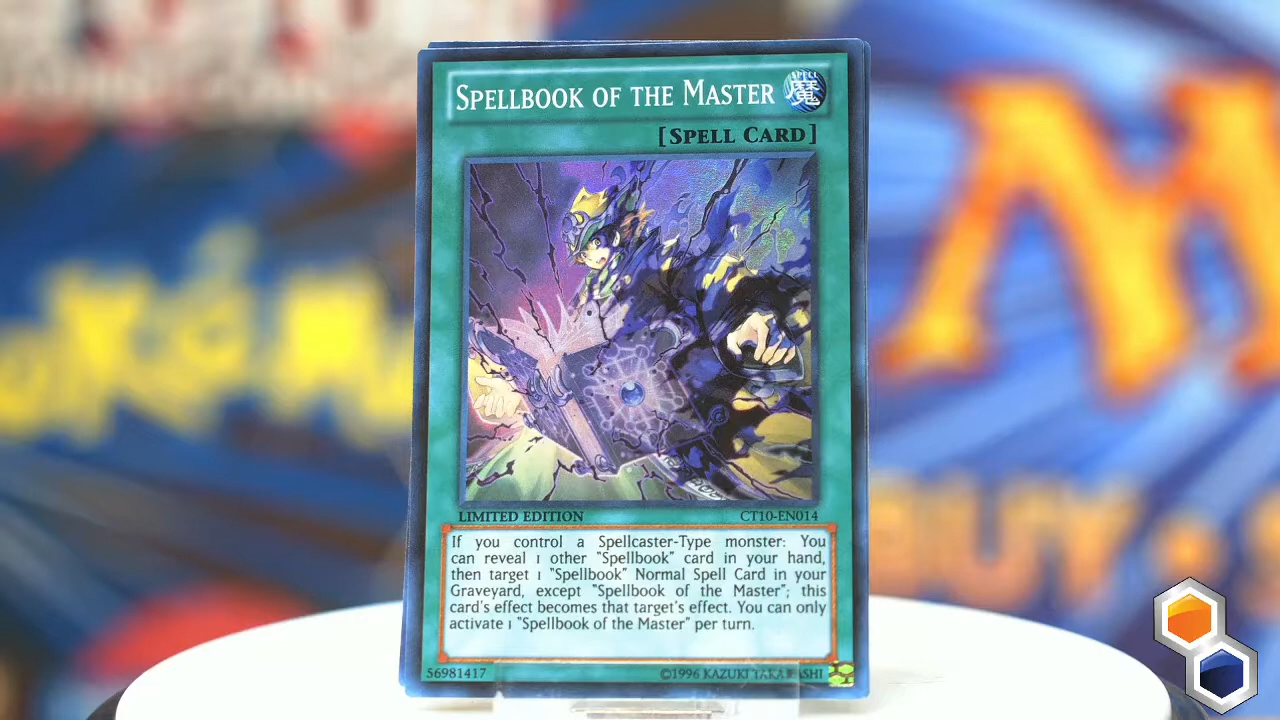 SPELLBOOK OF THE MASTER
SPELL
魔
[SPELL CARD]
LIMITED EDITION
CT10-EN014
If you control a Spellcaster-Type monster: You
can reveal 1 other "Spellbook" card in your hand,
then target 1 "Spellbook" Normal Spell Card in your
Graveyard, except "Spellbook of the Master"; this
card's effect becomes that target's effect. You can only
activate 1 "Spellbook of the Master" per turn.
56981417
©1996 KAZUKI TAKAHASHI